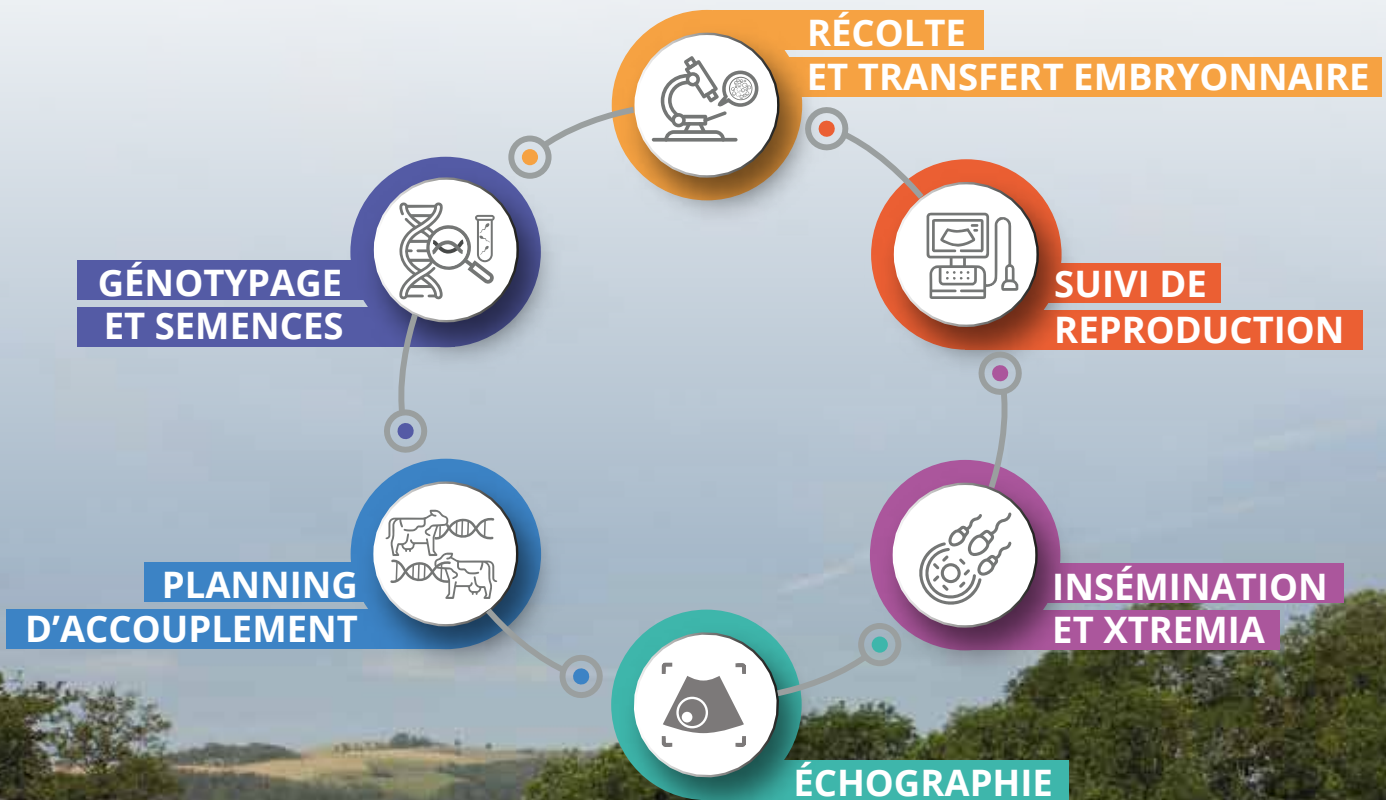 RÉCOLTE
ET TRANSFERT EMBRYONNAIRE
GÉNOTYPAGE
ET SEMENCES
SUIVI DE
REPRODUCTION
PLANNING
D’ACCOUPLEMENT
INSÉMINATION
ET XTREMIA
ÉCHOGRAPHIE